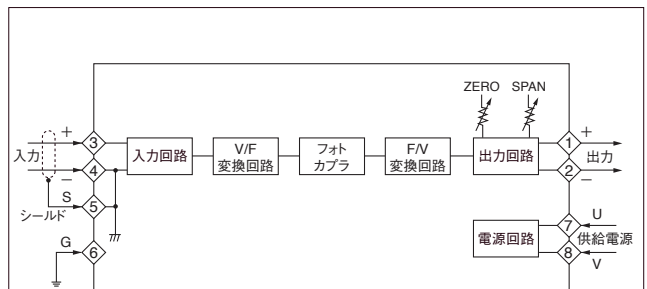 ZERO SPAN
+ 3 入力回路 V/F 変換回路 フォト カプラ F/V 変換回路 出力回路 1 +
入力 4 − 2 − 出力
S 5
シールド
G 6
電源回路 7 U
供給電源
8 V